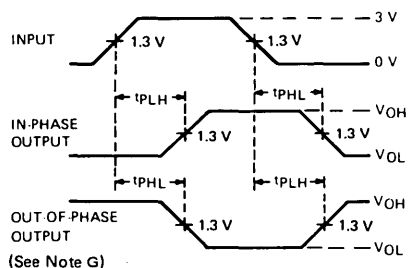 3 V
INPUT
1.3 V
1.3 V
0 V
tPLH
tPHL
IN-PHASE
OUTPUT
1.3 V
1.3 V
VOH
VOL
tPHL
tPLH
OUT-OF-PHASE
OUTPUT
1.3 V
1.3 V
VOH
VOL
(See Note G)